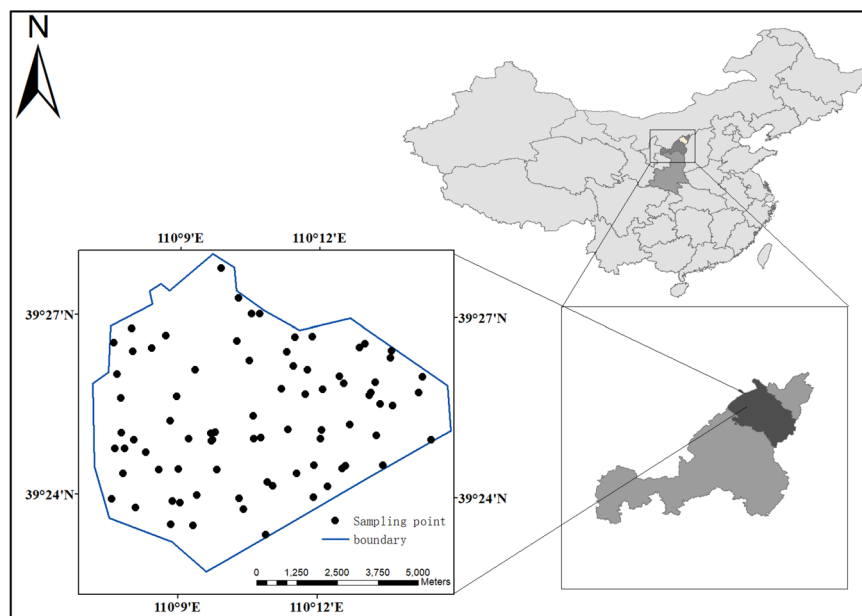 N
110°9'E 110°12'E
39°27'N 39°27'N
39°24'N 39°24'N
Sampling point
boundary
0 1,250 2,500 3,750 5,000
Meters
110°9'E 110°12'E